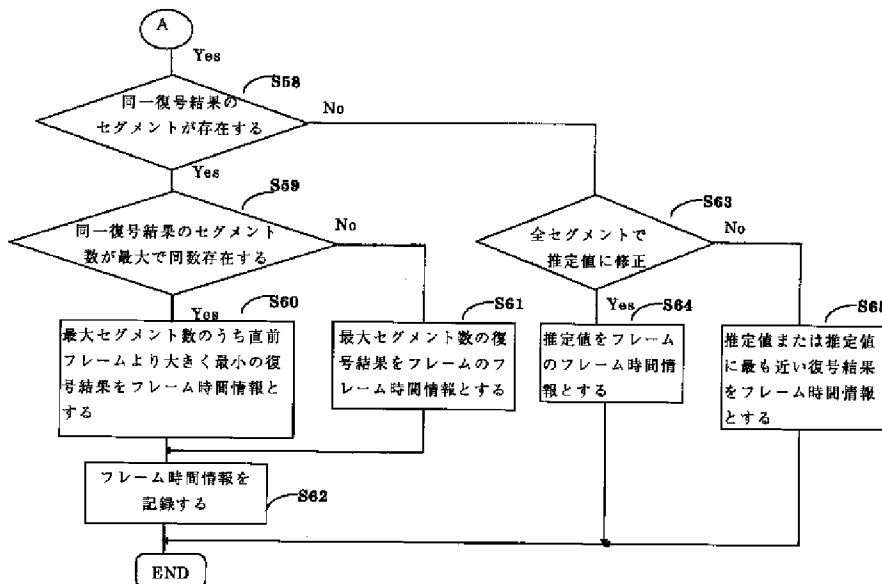 A
Yes
S58
同一復号結果の
セグメントが存在する
No
Yes
S59
同一復号結果のセグメント
数が最大で同数存在する
No
S63
全セグメントで
推定値に修正
No
Yes
S60
最大セグメント数のうち直前
フレームより大きく最小の復
号結果をフレーム時間情報と
する
S61
最大セグメント数の復
号結果をフレームのフ
レーム時間情報とする
Yes
S64
推定値をフレーム
のフレーム時間情
報とする
S65
推定値または推定値
に最も近い復号結果
をフレーム時間情報
とする
フレーム時間情報を
記録する
S62
END